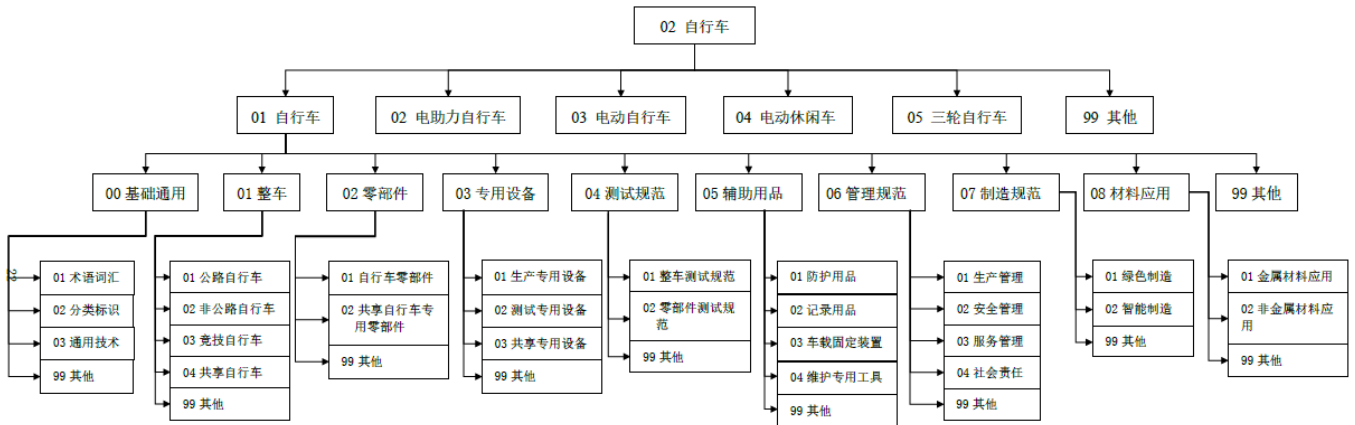 02 自行车
01 自行车
02 电助力自行车
03 电动自行车
04 电动休闲车
05 三轮自行车
99 其他
00 基础通用
01 整车
02 零部件
03 专用设备
04 测试规范
05 辅助用品
06 管理规范
07 制造规范
08 材料应用
99 其他
22
01 术语词汇
02 分类标识
03 通用技术
99 其他
01 公路自行车
02 非公路自行车
03 竞技自行车
04 共享自行车
99 其他
01 自行车零部件
02 共享自行车专
用零部件
99 其他
01 生产专用设备
02 测试专用设备
03 共享专用设备
99 其他
01 整车测试规范
02 零部件测试规
范
99 其他
01 防护用品
02 记录用品
03 车载固定装置
04 维护专用工具
99 其他
01 生产管理
02 安全管理
03 服务管理
04 社会责任
99 其他
01 绿色制造
02 智能制造
99 其他
01 金属材料应用
02 非金属材料应
用
99 其他